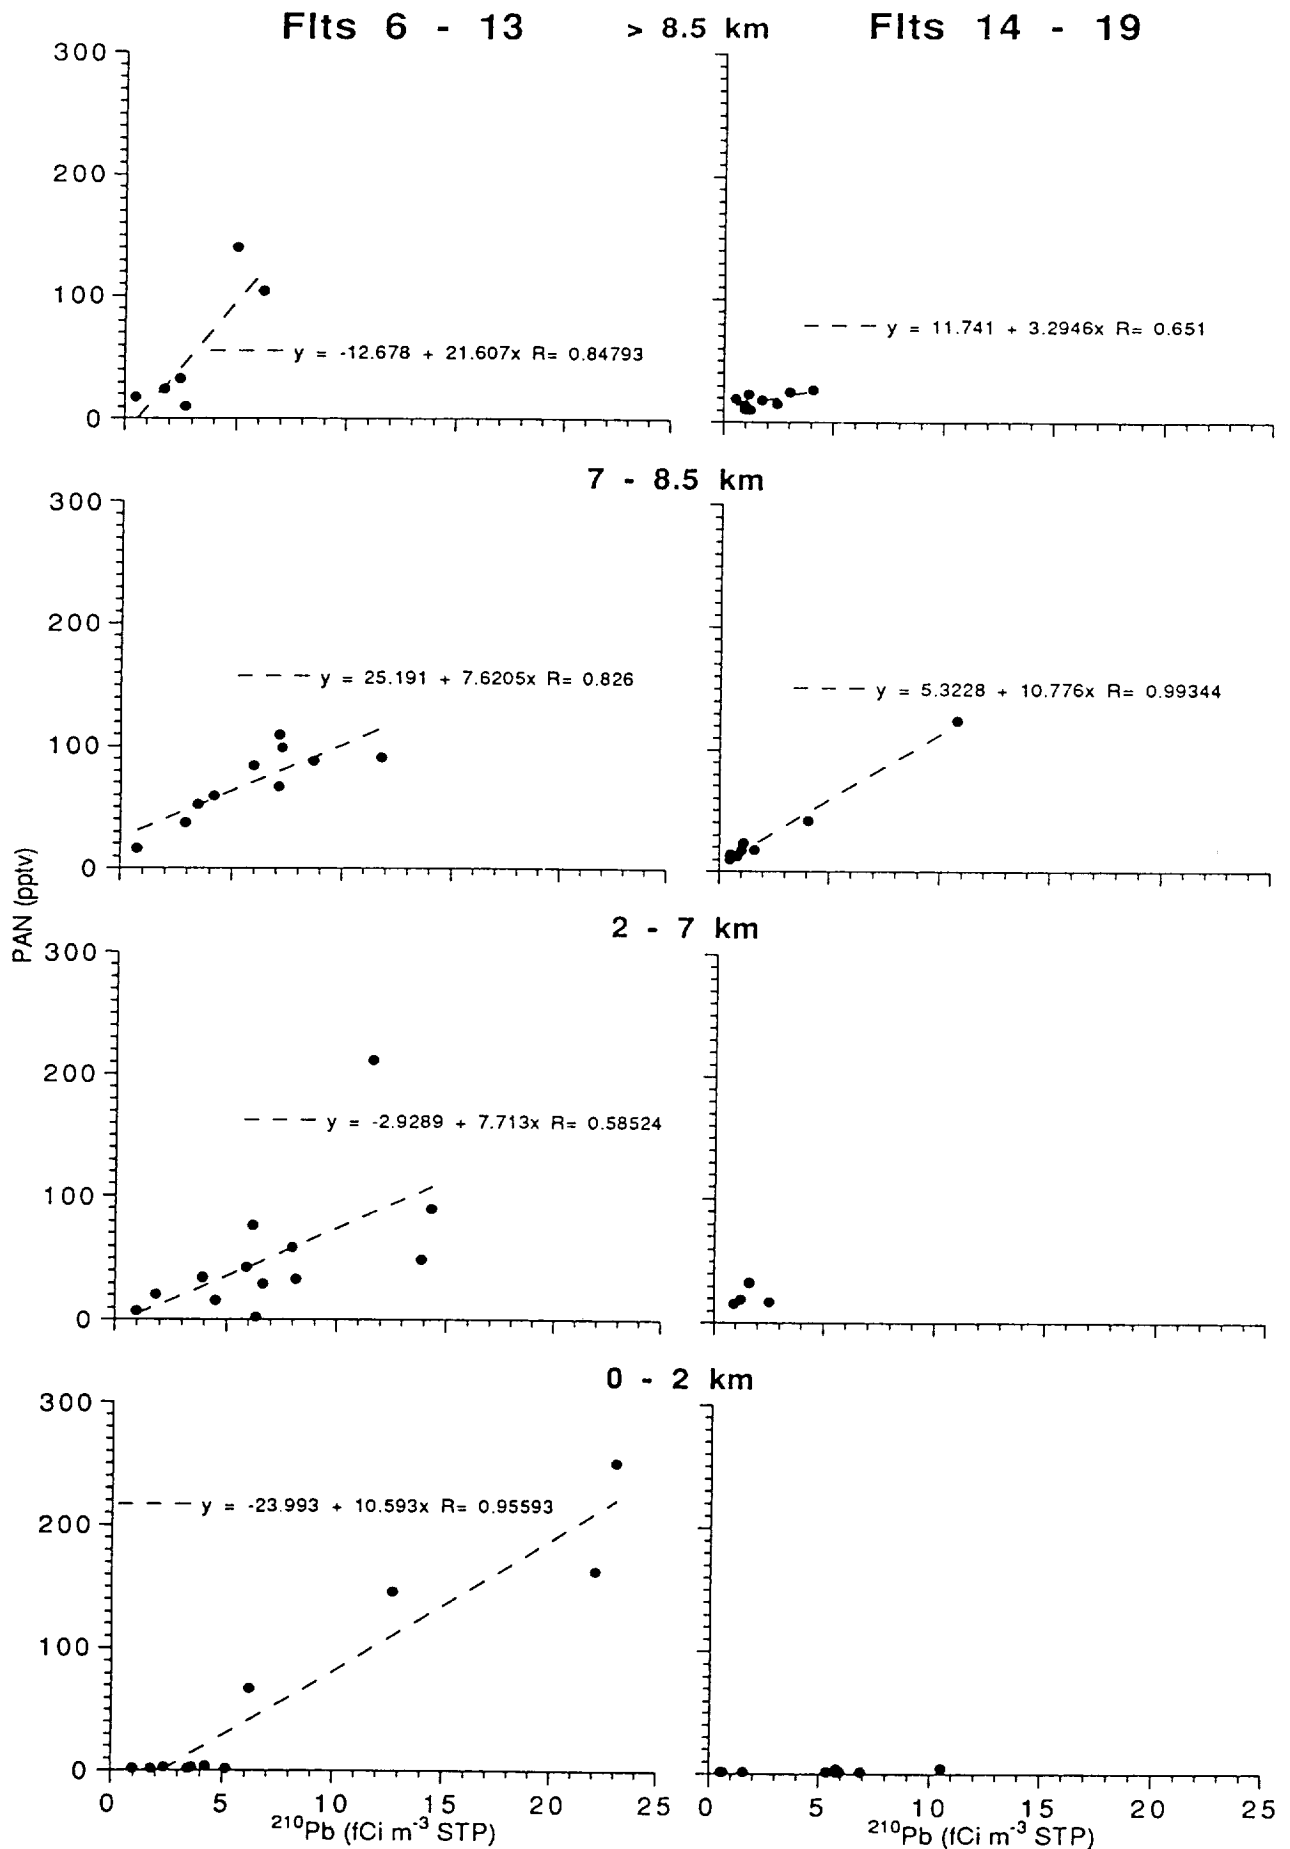 Flts 6 - 13 > 8.5 km Flts 14 - 19
300
200
100
0
y = -12.678 + 21.607x R= 0.84793
y = 11.741 + 3.2946x R= 0.651
7 - 8.5 km
300
200
100
0
y = 25.191 + 7.6205x R= 0.826
y = 5.3228 + 10.776x R= 0.99344
PAN (pptv)
2 - 7 km
300
200
100
0
y = -2.9289 + 7.713x R= 0.58524
0 - 2 km
300
200
100
0
y = -23.993 + 10.593x R= 0.95593
0 5 10 15 20 25
0 5 10 15 20 25
²¹⁰Pb (fCi m⁻³ STP)
²¹⁰Pb (fCi m⁻³ STP)